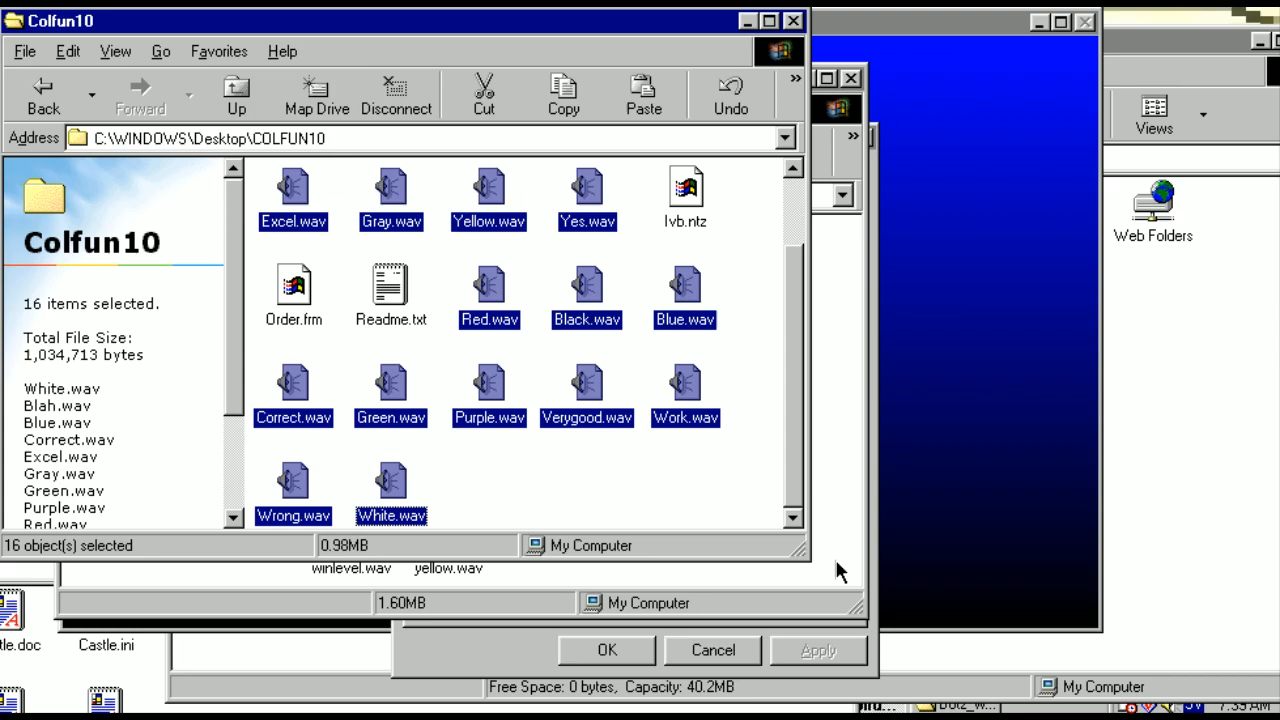 Colfun10
File Edit View Go Favorites Help
Back Forward Up Map Drive Disconnect Cut Copy Paste Undo »
Address C:\WINDOWS\Desktop\COLFUN10
Colfun10
16 items selected.
Total File Size:
1,034,713 bytes
White.wav
Blah.wav
Blue.wav
Correct.wav
Excel.wav
Gray.wav
Green.wav
Purple.wav
Red.wav
Excel.wav Gray.wav Yellow.wav Yes.wav Ivb.ntz
Order.frm Readme.txt Red.wav Black.wav Blue.wav
Correct.wav Green.wav Purple.wav Verygood.wav Work.wav
Wrong.wav White.wav
16 object(s) selected 0.98MB My Computer
»
winlevel.wav yellow.wav
1.60MB My Computer
OK Cancel Apply
Views
Web Folders
tle.doc Castle.ini
Free Space: 0 bytes, Capacity: 40.2MB My Computer
7:39 AM